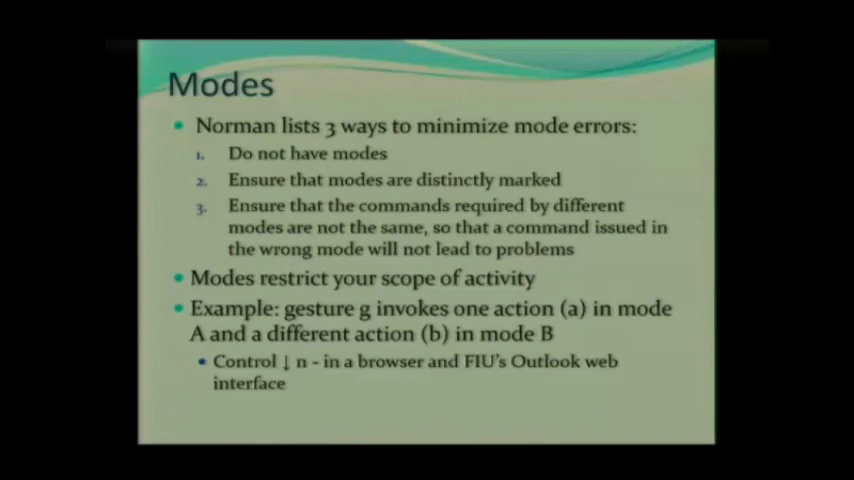 Modes
Norman lists 3 ways to minimize mode errors:
1. Do not have modes
2. Ensure that modes are distinctly marked
3. Ensure that the commands required by different
modes are not the same, so that a command issued in
the wrong mode will not lead to problems
Modes restrict your scope of activity
Example: gesture g invokes one action (a) in mode
A and a different action (b) in mode B
Control ↓ n - in a browser and FIU's Outlook web
interface